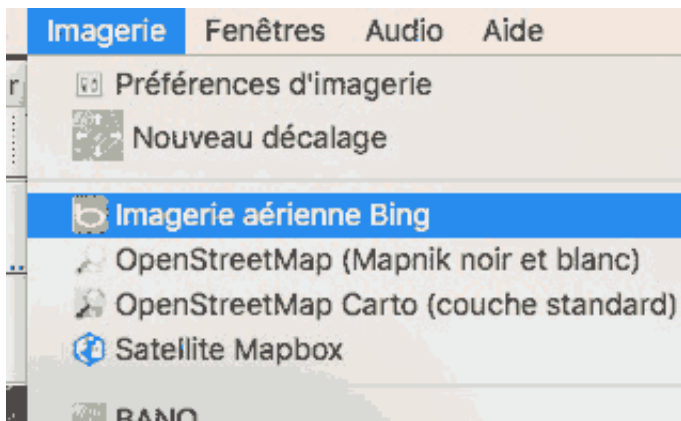 Imagerie Fenêtres Audio Aide
Préférences d'imagerie
Nouveau décalage
Imagerie aérienne Bing
OpenStreetMap (Mapnik noir et blanc)
OpenStreetMap Carto (couche standard)
Satellite Mapbox
BANO